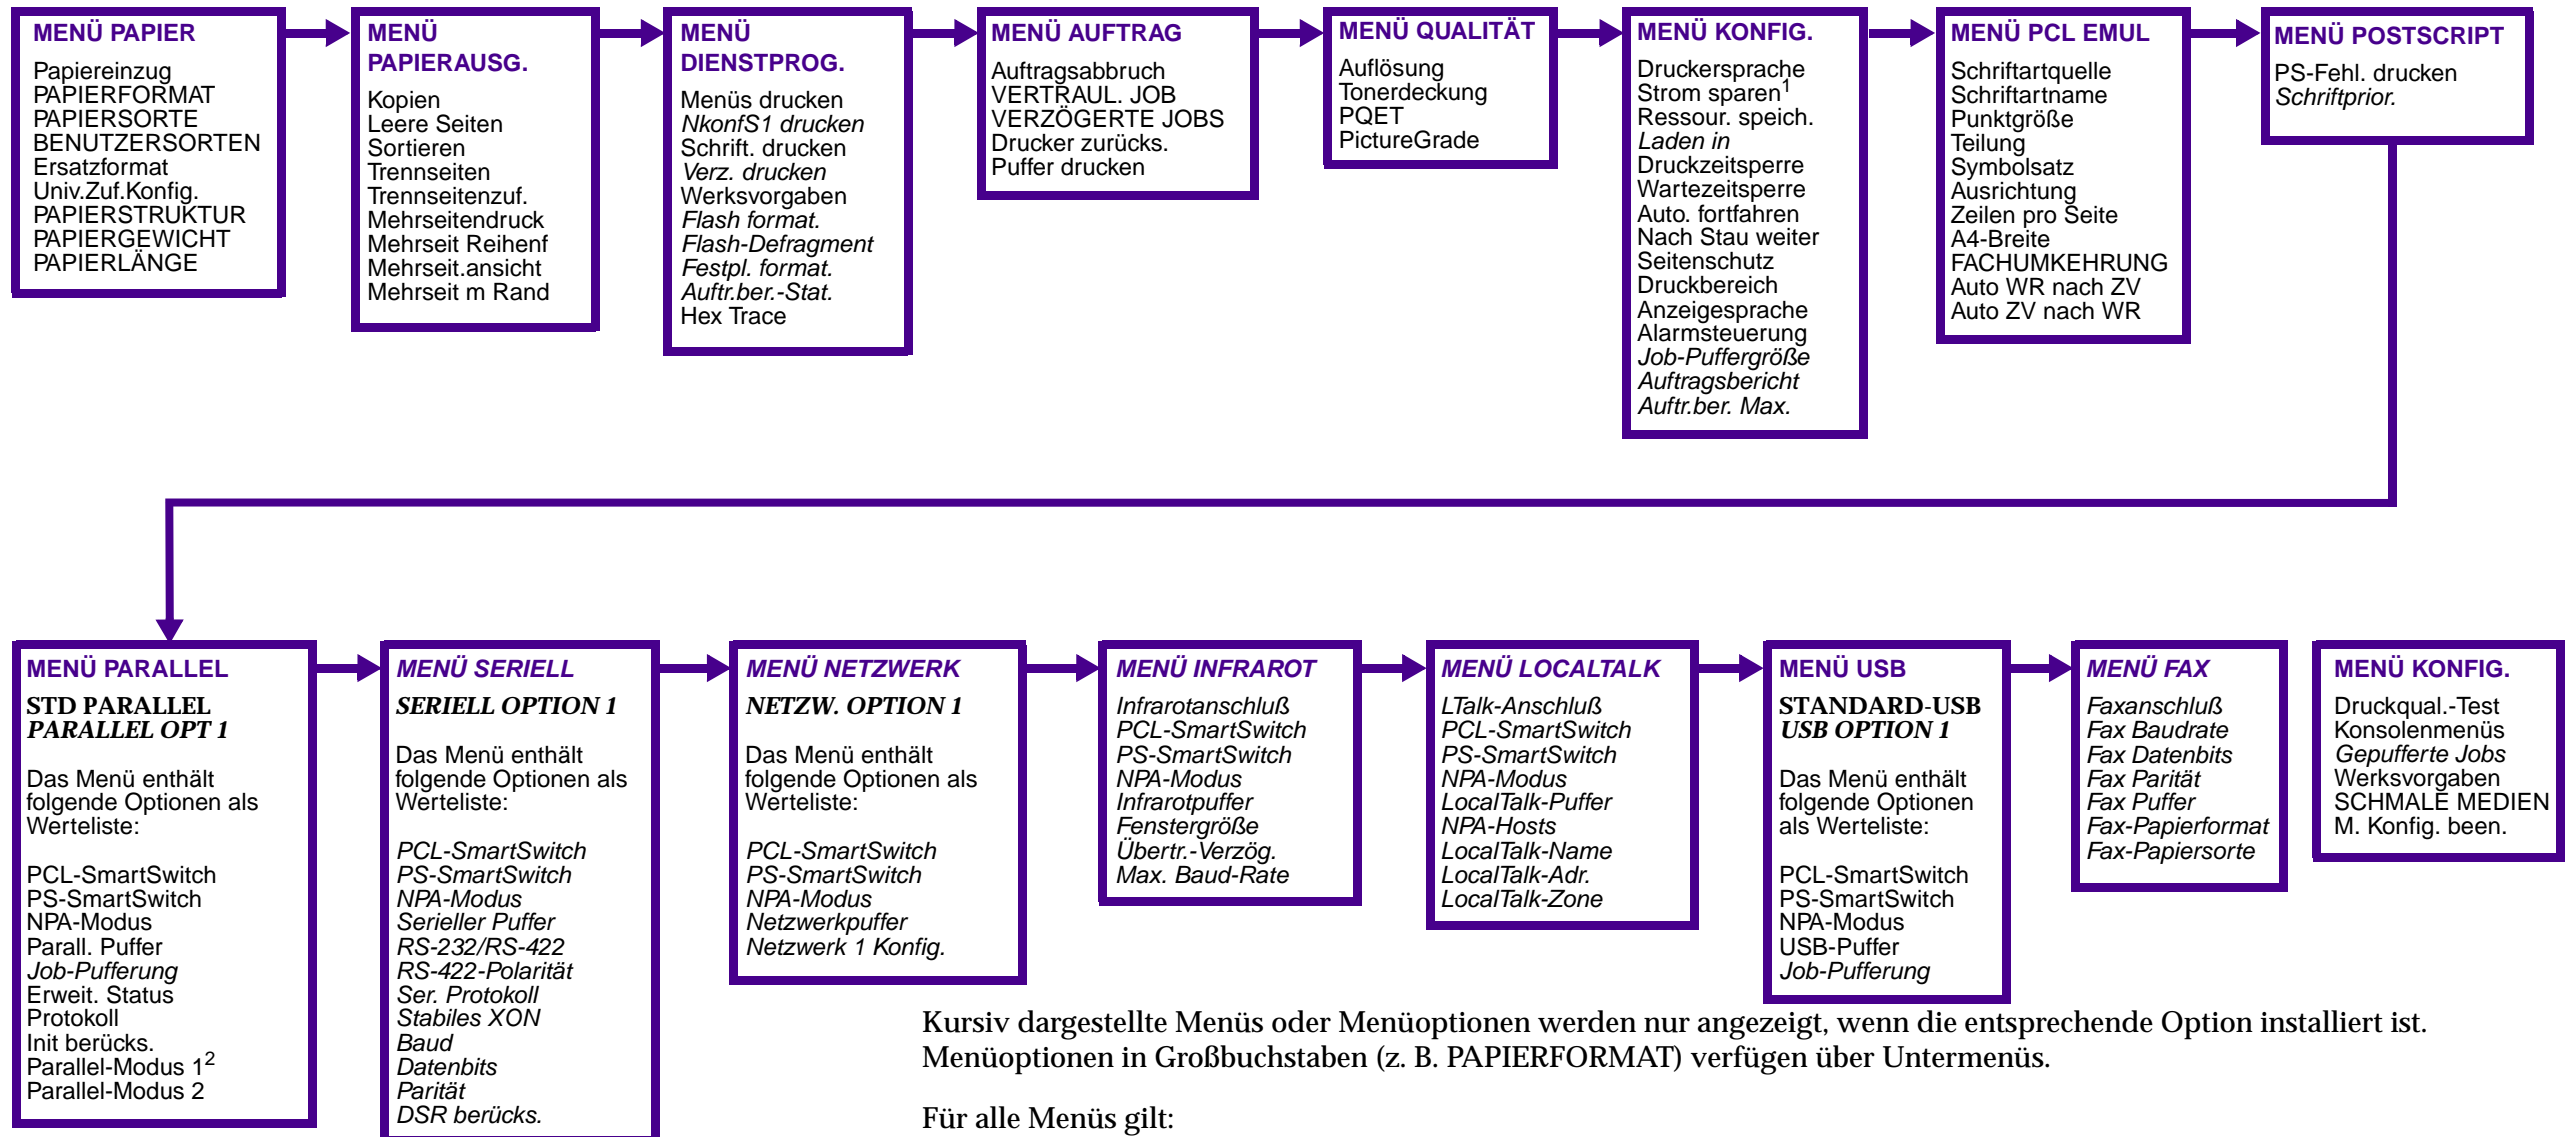 MENÜ PAPIER
Papiereinzug
PAPIERFORMAT
PAPIERSORTE
BENUTZERSORTEN
Ersatzformat
Univ.Zuf.Konfig.
PAPIERSTRUKTUR
PAPIERGEWICHT
PAPIERLÄNGE
MENÜ
PAPIERAUSG.
Kopien
Leere Seiten
Sortieren
Trennseiten
Trennseitenzuf.
Mehrseitendruck
Mehrseit Reihenf
Mehrseit.ansicht
Mehrseit m Rand
MENÜ
DIENSTPROG.
Menüs drucken
NkonfS1 drucken
Schrift. drucken
Verz. drucken
Werksvorgaben
Flash format.
Flash-Defragment
Festpl. format.
Auftr.ber.-Stat.
Hex Trace
MENÜ AUFTRAG
Auftragsabbruch
VERTRAUL. JOB
VERZÖGERTE JOBS
Drucker zurücks.
Puffer drucken
MENÜ QUALITÄT
Auflösung
Tonerdeckung
PQET
PictureGrade
MENÜ KONFIG.
Druckersprache
Strom sparen1
Ressour. speich.
Laden in
Druckzeitsperre
Wartezeitsperre
Auto. fortfahren
Nach Stau weiter
Seitenschutz
Druckbereich
Anzeigesprache
Alarmsteuerung
Job-Puffergröße
Auftragsbericht
Auftr.ber. Max.
MENÜ PCL EMUL
Schriftartquelle
Schriftartname
Punktgröße
Teilung
Symbolsatz
Ausrichtung
Zeilen pro Seite
A4-Breite
FACHUMKEHRUNG
Auto WR nach ZV
Auto ZV nach WR
MENÜ POSTSCRIPT
PS-Fehl. drucken
Schriftprior.
MENÜ PARALLEL
STD PARALLEL
PARALLEL OPT 1
Das Menü enthält
folgende Optionen als
Werteliste:
PCL-SmartSwitch
PS-SmartSwitch
NPA-Modus
Parall. Puffer
Job-Pufferung
Erweit. Status
Protokoll
Init berücks.
Parallel-Modus 12
Parallel-Modus 2
MENÜ SERIELL
SERIELL OPTION 1
Das Menü enthält
folgende Optionen als
Werteliste:
PCL-SmartSwitch
PS-SmartSwitch
NPA-Modus
Serieller Puffer
RS-232/RS-422
RS-422-Polarität
Ser. Protokoll
Stabiles XON
Baud
Datenbits
Parität
DSR berücks.
MENÜ NETZWERK
NETZW. OPTION 1
Das Menü enthält
folgende Optionen als
Werteliste:
PCL-SmartSwitch
PS-SmartSwitch
NPA-Modus
Netzwerkpuffer
Netzwerk 1 Konfig.
MENÜ INFRAROT
Infrarotanschluß
PCL-SmartSwitch
PS-SmartSwitch
NPA-Modus
Infrarotpuffer
Fenstergröße
Übertr.-Verzög.
Max. Baud-Rate
MENÜ LOCALTALK
LTalk-Anschluß
PCL-SmartSwitch
PS-SmartSwitch
NPA-Modus
LocalTalk-Puffer
NPA-Hosts
LocalTalk-Name
LocalTalk-Adr.
LocalTalk-Zone
MENÜ USB
STANDARD-USB
USB OPTION 1
Das Menü enthält
folgende Optionen
als Werteliste:
PCL-SmartSwitch
PS-SmartSwitch
NPA-Modus
USB-Puffer
Job-Pufferung
MENÜ FAX
Faxanschluß
Fax Baudrate
Fax Datenbits
Fax Parität
Fax Puffer
Fax-Papierformat
Fax-Papiersorte
MENÜ KONFIG.
Druckqual.-Test
Konsolenmenüs
Gepufferte Jobs
Werksvorgaben
SCHMALE MEDIEN
M. Konfig. been.
Kursiv dargestellte Menüs oder Menüoptionen werden nur angezeigt, wenn die entsprechende Option installiert ist.
Menüoptionen in Großbuchstaben (z. B. PAPIERFORMAT) verfügen über Untermenüs.
Für alle Menüs gilt: